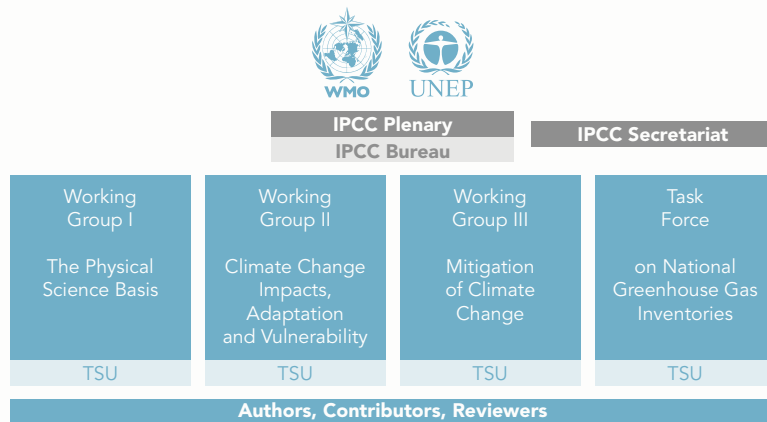 WMO
UNEP
IPCC Plenary
IPCC Bureau
IPCC Secretariat
Working
Group I
The Physical
Science Basis
TSU
Working
Group II
Climate Change
Impacts,
Adaptation
and Vulnerability
TSU
Working
Group III
Mitigation
of Climate
Change
TSU
Task
Force
on National
Greenhouse Gas
Inventories
TSU
Authors, Contributors, Reviewers